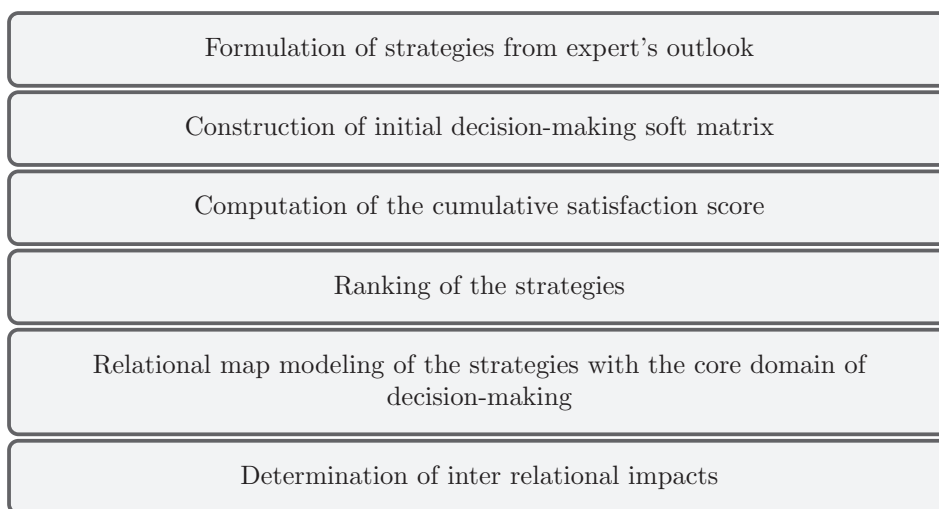 Formulation of strategies from expert's outlook
Construction of initial decision-making soft matrix
Computation of the cumulative satisfaction score
Ranking of the strategies
Relational map modeling of the strategies with the core domain of
decision-making
Determination of inter relational impacts